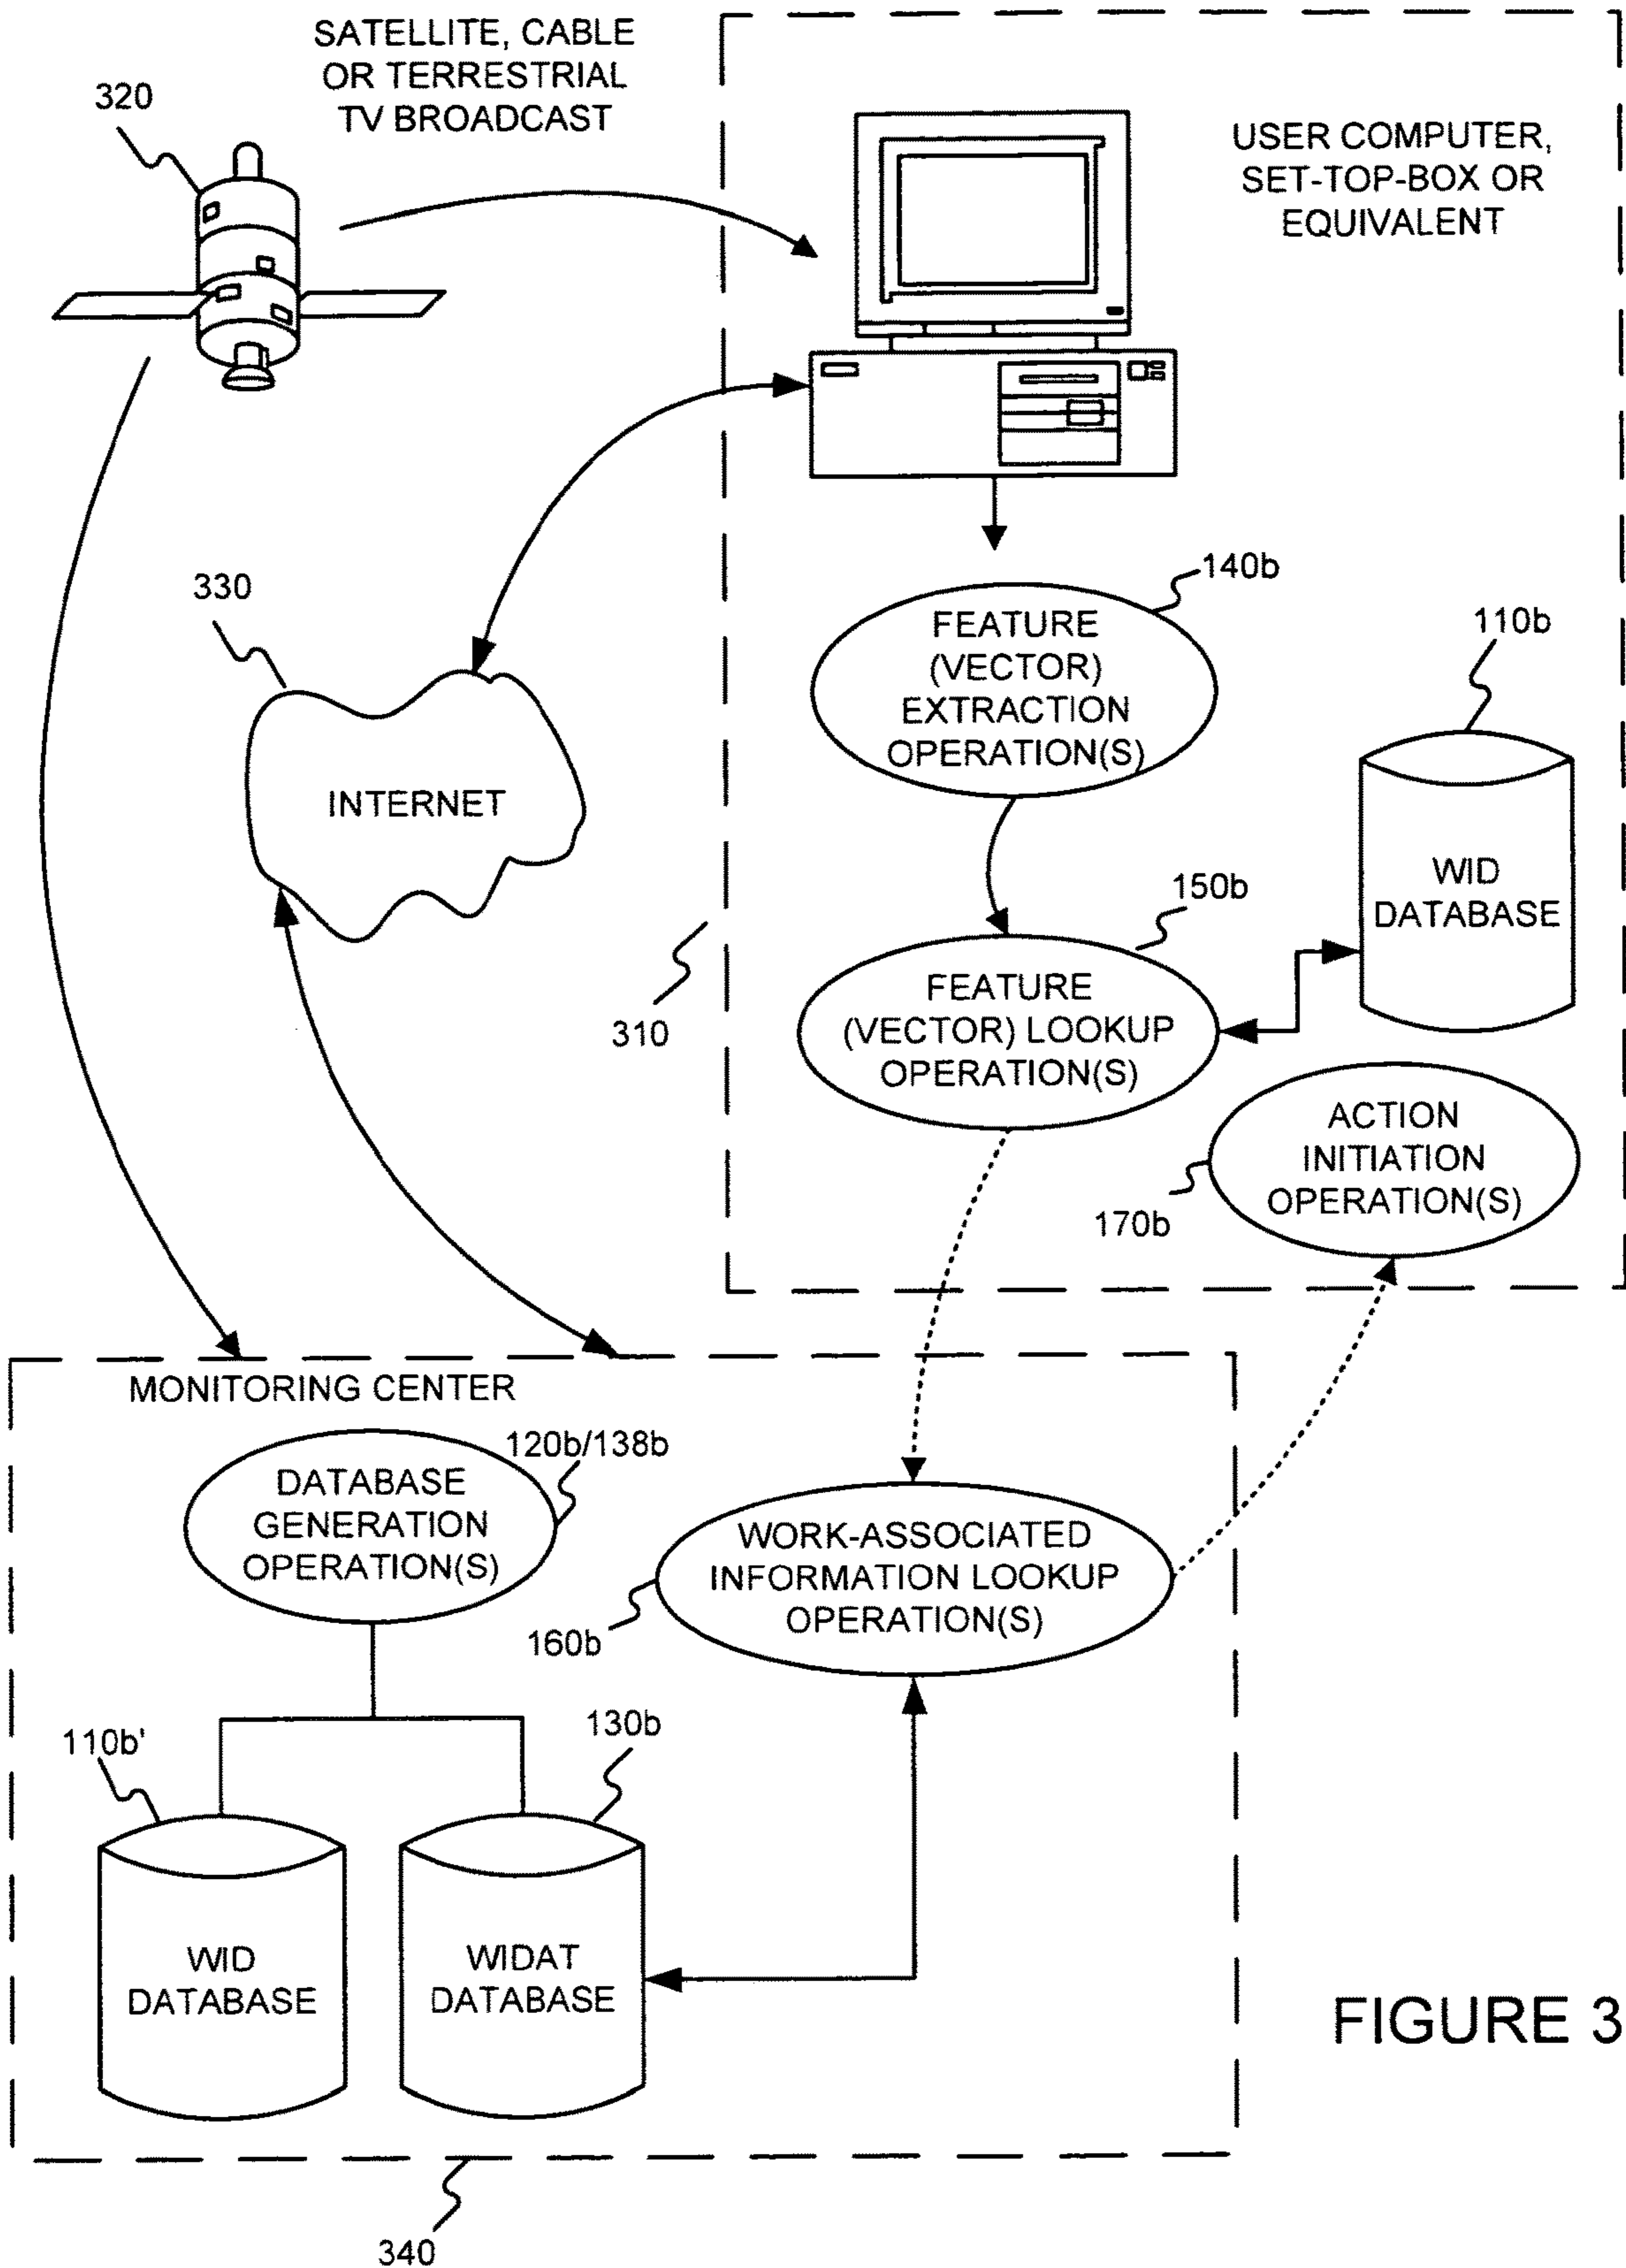 SATELLITE, CABLE
OR TERRESTRIAL
TV BROADCAST
320
USER COMPUTER,
SET-TOP-BOX OR
EQUIVALENT
330
INTERNET
140b
FEATURE
(VECTOR)
EXTRACTION
OPERATION(S)
110b
WID
DATABASE
150b
FEATURE
(VECTOR) LOOKUP
OPERATION(S)
310
ACTION
INITIATION
OPERATION(S)
170b
MONITORING CENTER
120b/138b
DATABASE
GENERATION
OPERATION(S)
WORK-ASSOCIATED
INFORMATION LOOKUP
OPERATION(S)
160b
110b'
130b
WID
DATABASE
WIDAT
DATABASE
FIGURE 3
340